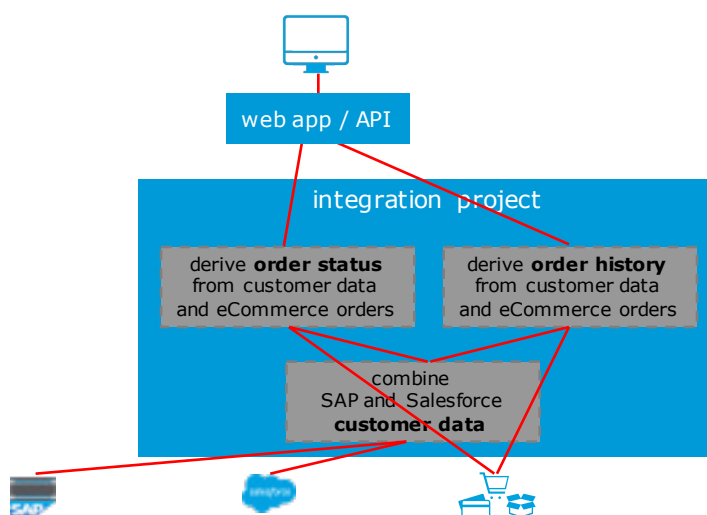 web app / API
integration project
derive order status
from customer data
and eCommerce orders
derive order history
from customer data
and eCommerce orders
combine
SAP and Salesforce
customer data
SAP
salesforce